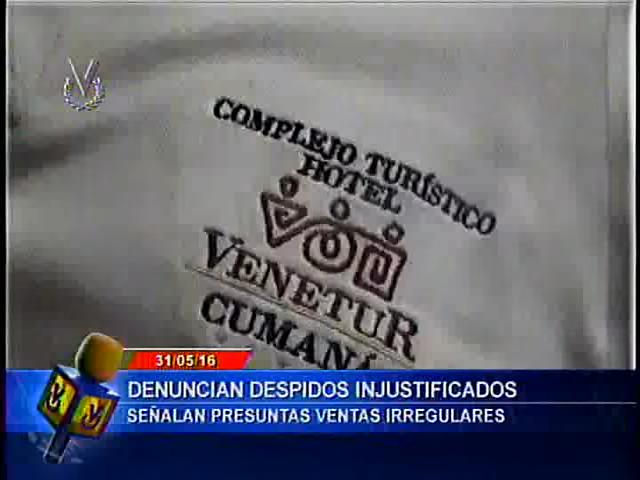 COMPLEJO TURÍSTICO
HOTEL
VENETUR
CUMANÁ
31/05/16
DENUNCIAN DESPIDOS INJUSTIFICADOS
SEÑALAN PRESUNTAS VENTAS IRREGULARES